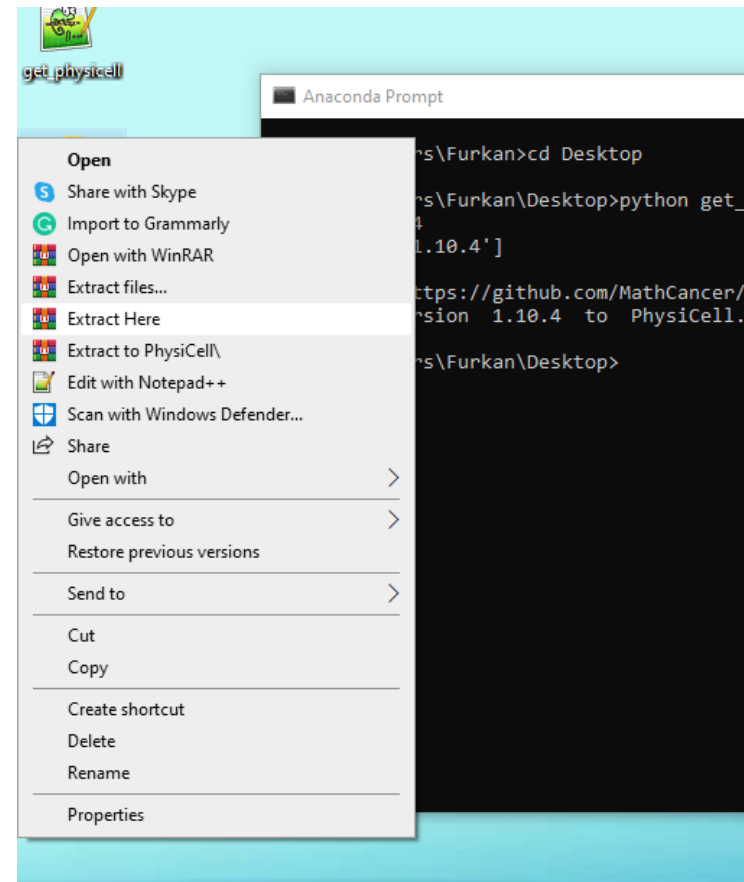 get_physicell
Anaconda Prompt
rs\Furkan>cd Desktop
rs\Furkan\Desktop>python get_
4
1.10.4']
ttps://github.com/MathCancer/
rsion 1.10.4 to PhysiCell.
rs\Furkan\Desktop>
Open
Share with Skype
Import to Grammarly
Open with WinRAR
Extract files...
Extract Here
Extract to PhysiCell\
Edit with Notepad++
Scan with Windows Defender...
Share
Open with
Give access to
Restore previous versions
Send to
Cut
Copy
Create shortcut
Delete
Rename
Properties